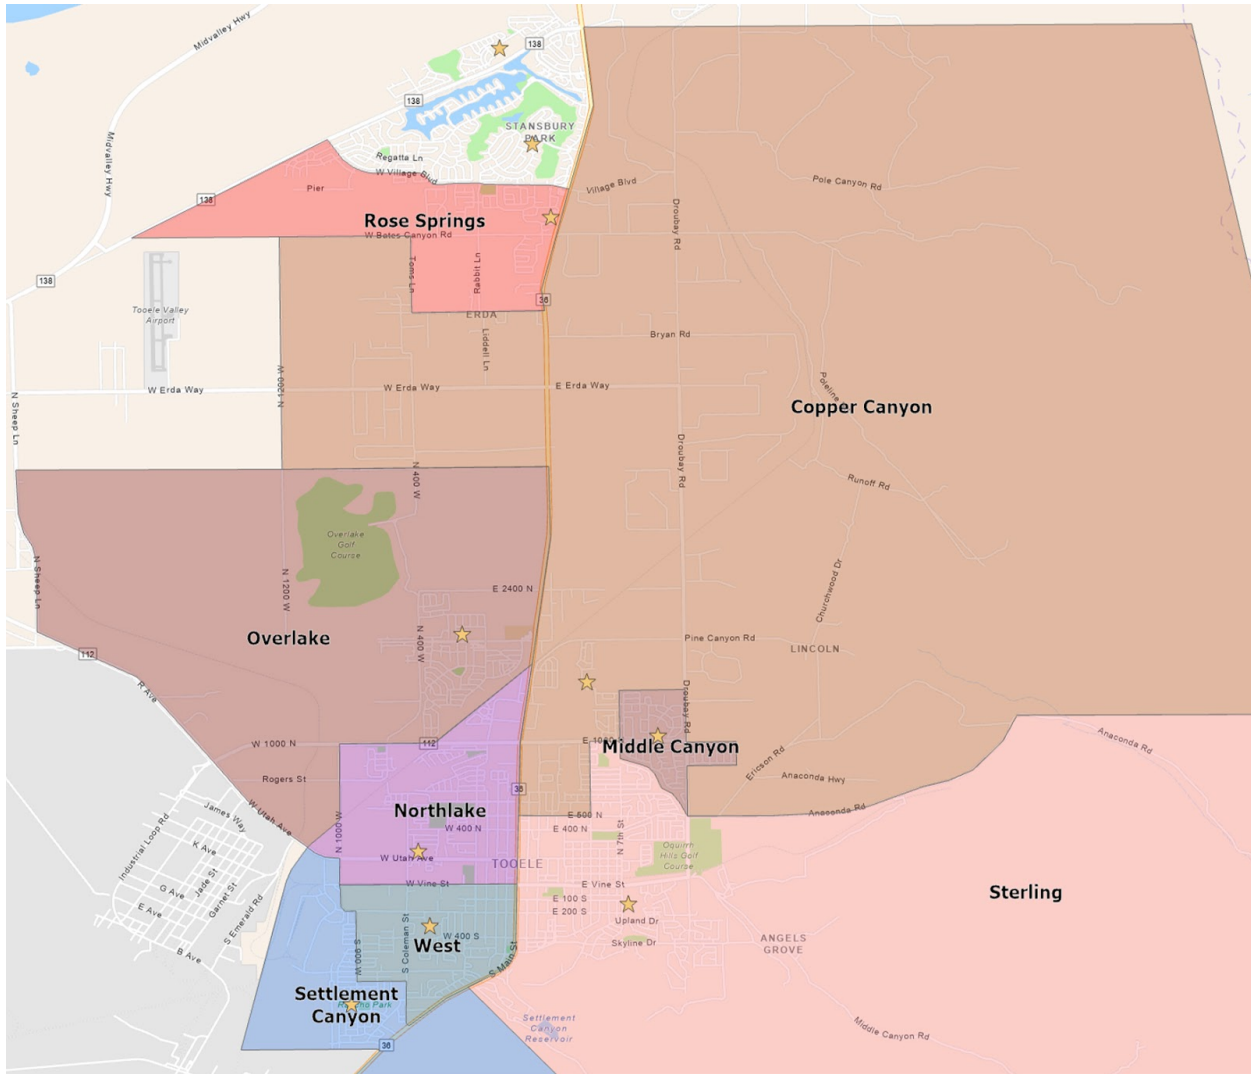 Midvalley Hwy
138
138
STANSBURY
PARK
Midvalley Hwy
Regatta Ln
W Village Blvd
Pier
138
Village Blvd
Pole Canyon Rd
Rose Springs
W Bates Canyon Rd
Droubay Rd
Toms Ln
Rabbit Ln
138
36
Tooele Valley
Airport
ERDA
Liddell Ln
Bryan Rd
N 1200 W
W Erda Way
W Erda Way
E Erda Way
Poleline
Copper Canyon
N Sheep Ln
Droubay Rd
N 400 W
Runoff Rd
Overlake
Golf
Course
N Sheep Ln
N 1200 W
E 2400 N
Churchwood Dr
Overlake
N 400 W
Pine Canyon Rd
LINCOLN
112
R Ave
Droubay Rd
W 1000 N
112
E 1000 N
Middle Canyon
Anaconda Rd
Ericson Rd
Rogers St
Anaconda Hwy
36
James Way
W Utah Ave
Northlake
Anaconda Rd
Industrial Loop Rd
N 1000 W
W 400 N
E 500 N
E 400 N
N 7th St
K Ave
W Utah Ave
TOOELE
Oquirrh
Hills Golf
Course
Jade St
G Ave
Garnet St
W Vine St
E Vine St
Sterling
E Ave
S Emerald Rd
E 100 S
E 200 S
Upland Dr
B Ave
S Coleman St
W 400 S
West
Skyline Dr
ANGELS
GROVE
S 900 W
S Main St
Settlement
Canyon
Settlement
Canyon
Reservoir
Middle Canyon Rd
36